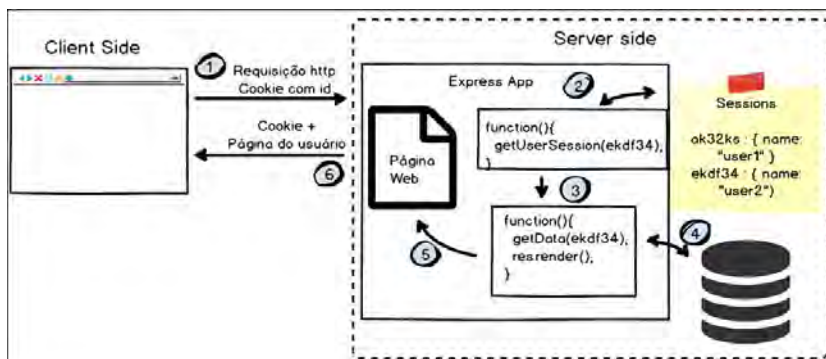 Client Side
Server side
1
Requisição http
Cookie com id
Cookie +
Página do usuário
6
Express App
2
function(){
getUserSession(ekdf34),
}
3
Página
Web
function(){
getData(ekdf34),
res.render(),
}
5
4
Sessions
ak32ks : { name:
"user1" }
ekdf34 : { name:
"user2")